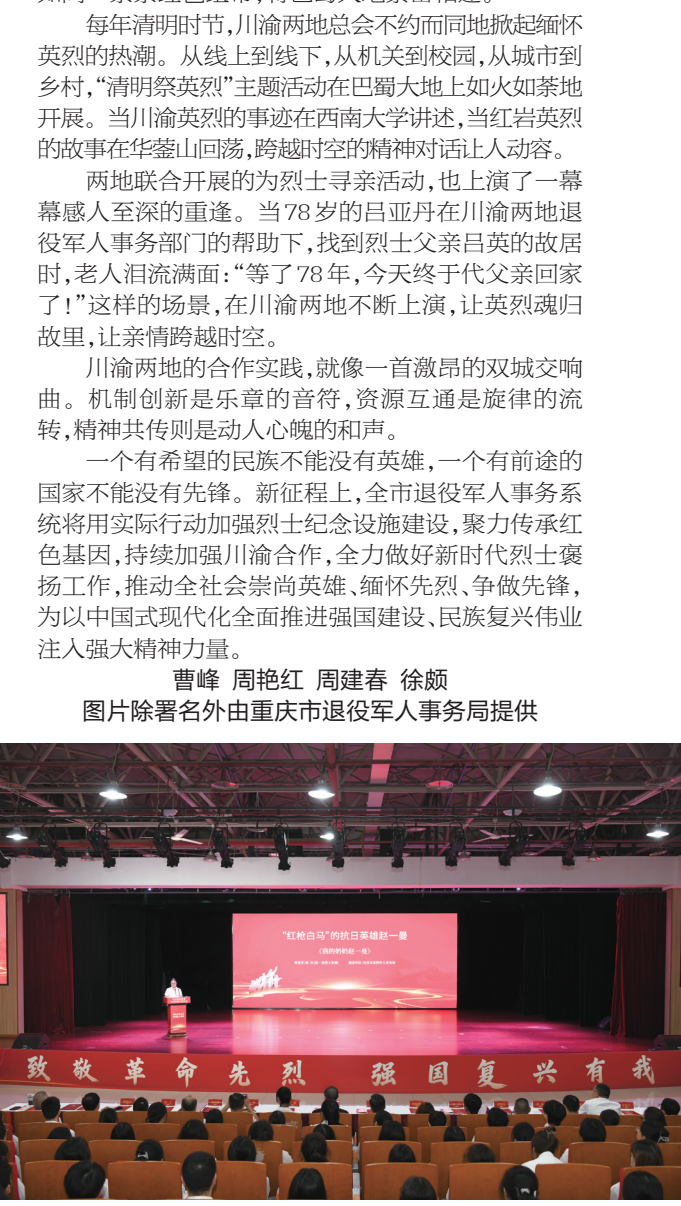 每年清明时节，川渝两地总会不约而同地掀起缅怀
英烈的热潮。从线上到线下，从机关到校园，从城市到
乡村，“清明祭英烈”主题活动在巴蜀大地上如火如荼地
开展。当川渝英烈的事迹在西南大学讲述，当红岩英烈
的故事在华蓥山回荡，跨越时空的精神对话让人动容。
两地联合开展的为烈士寻亲活动，也上演了一幕
幕感人至深的重逢。当78岁的吕亚丹在川渝两地退
役军人事务部门的帮助下，找到烈士父亲吕英的故居
时，老人泪流满面：“等了78年，今天终于代父亲回家
了！”这样的场景，在川渝两地不断上演，让英烈魂归
故里，让亲情跨越时空。
川渝两地的合作实践，就像一首激昂的双城交响
曲。机制创新是乐章的音符，资源互通是旋律的流
转，精神共传则是动人心魄的和声。
一个有希望的民族不能没有英雄，一个有前途的
国家不能没有先锋。新征程上，全市退役军人事务系
统将用实际行动加强烈士纪念设施建设，聚力传承红
色基因，持续加强川渝合作，全力做好新时代烈士褒
扬工作，推动全社会崇尚英雄、缅怀先烈、争做先锋，
为以中国式现代化全面推进强国建设、民族复兴伟业
注入强大精神力量。
曹峰 周艳红 周建春 徐颇
图片除署名外由重庆市退役军人事务局提供
“红枪白马”的抗日英雄赵一曼
《我的奶奶赵一曼》
致敬革命先烈 强国复兴有我